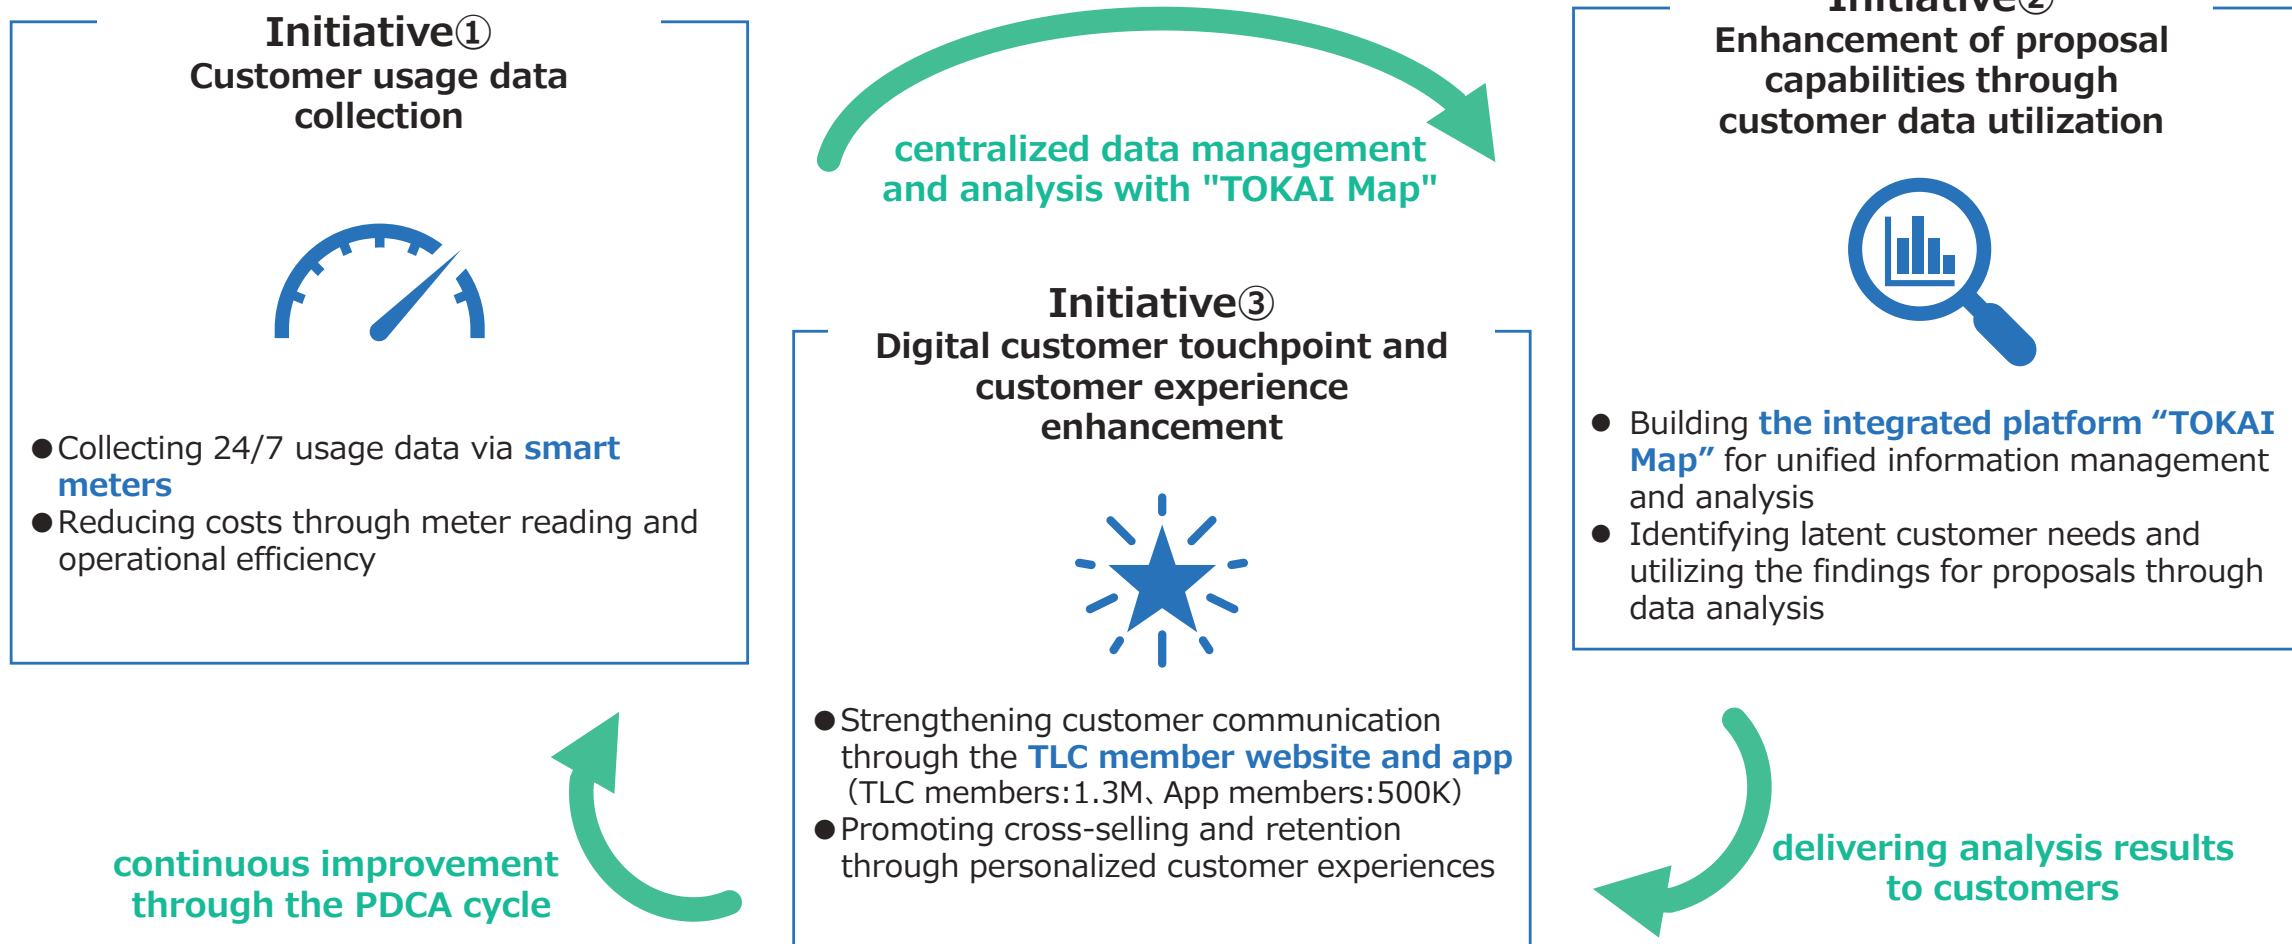 Initiative①
Customer usage data
collection
●Collecting 24/7 usage data via smart
meters
●Reducing costs through meter reading and
operational efficiency
centralized data management
and analysis with "TOKAI Map"
Initiative②
Enhancement of proposal
capabilities through
customer data utilization
● Building the integrated platform “TOKAI
Map” for unified information management
and analysis
● Identifying latent customer needs and
utilizing the findings for proposals through
data analysis
Initiative③
Digital customer touchpoint and
customer experience
enhancement
●Strengthening customer communication
through the TLC member website and app
（TLC members:1.3M、App members:500K）
●Promoting cross-selling and retention
through personalized customer experiences
delivering analysis results
to customers
continuous improvement
through the PDCA cycle